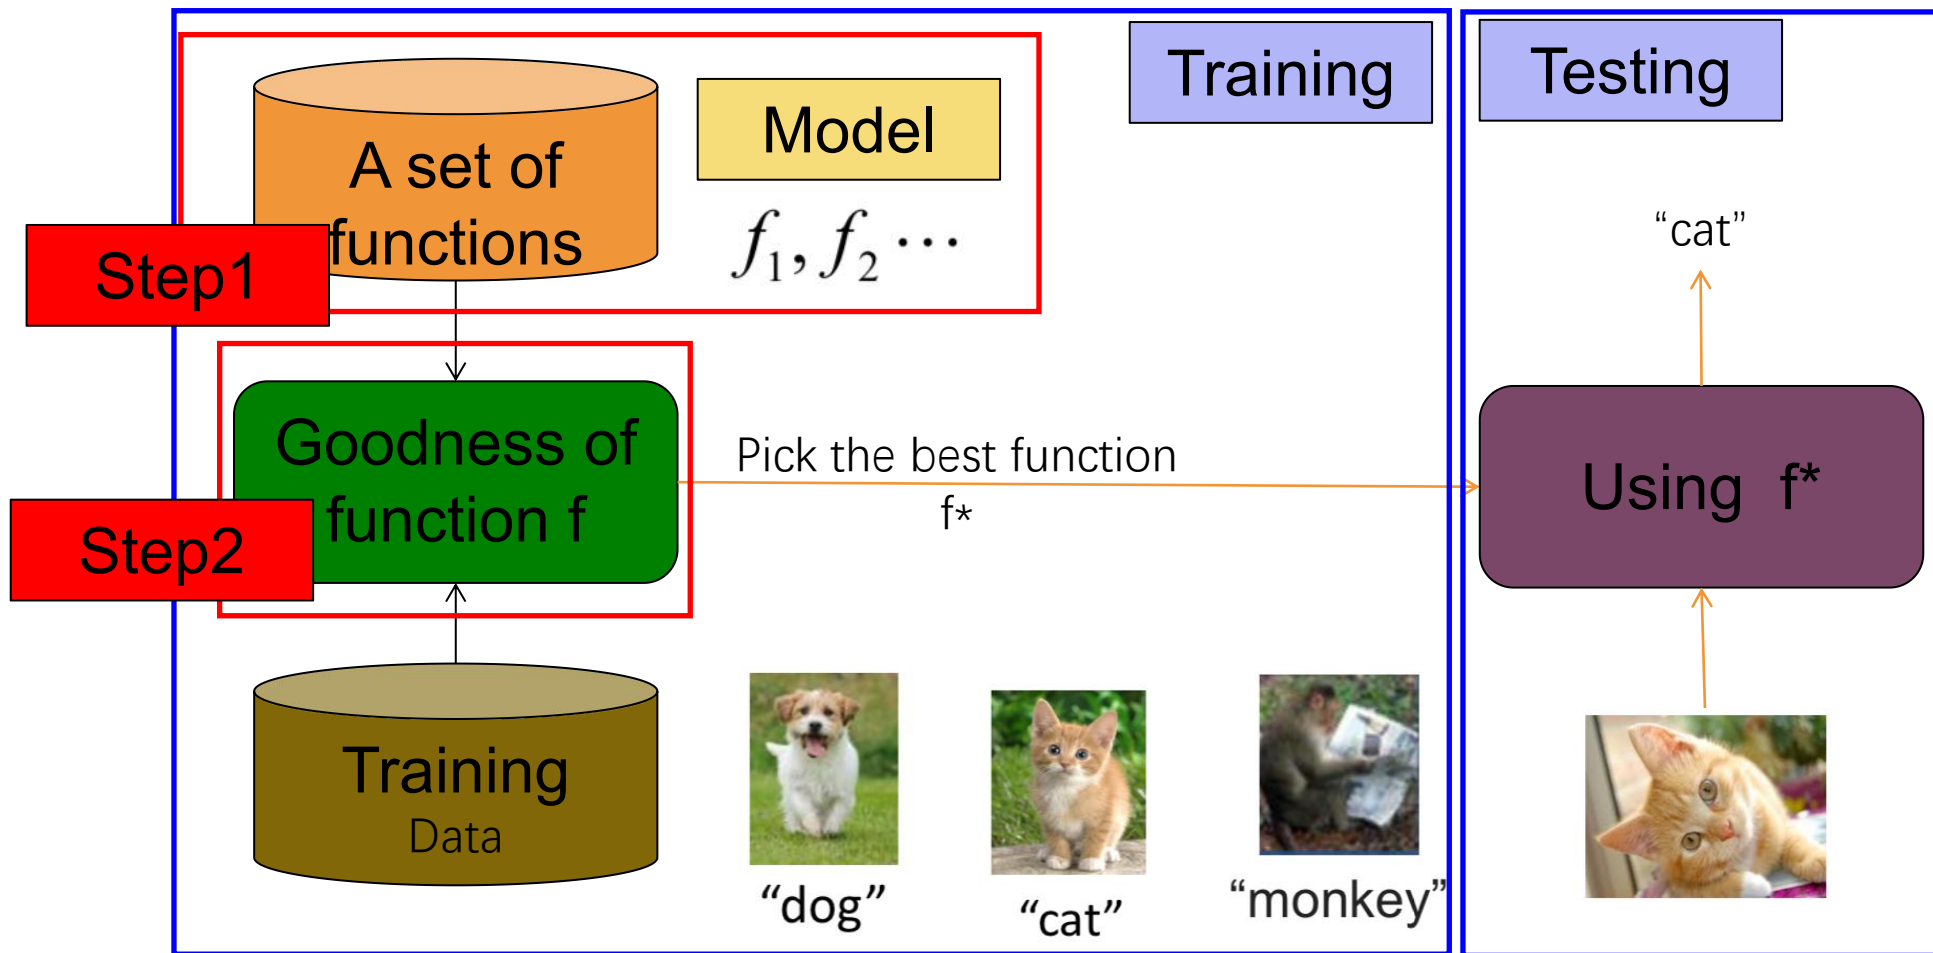 Training
Testing
A set of
functions
Model
f₁, f₂ ⋯
Step1
“cat”
Goodness of
function f
Step2
Pick the best function
f*
Using f*
Training
Data
“dog”
“cat”
“monkey”